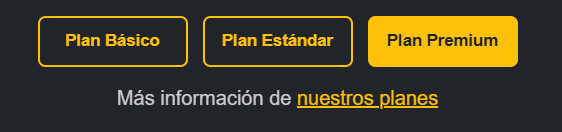 Plan Básico Plan Estándar Plan Premium
Más información de nuestros planes